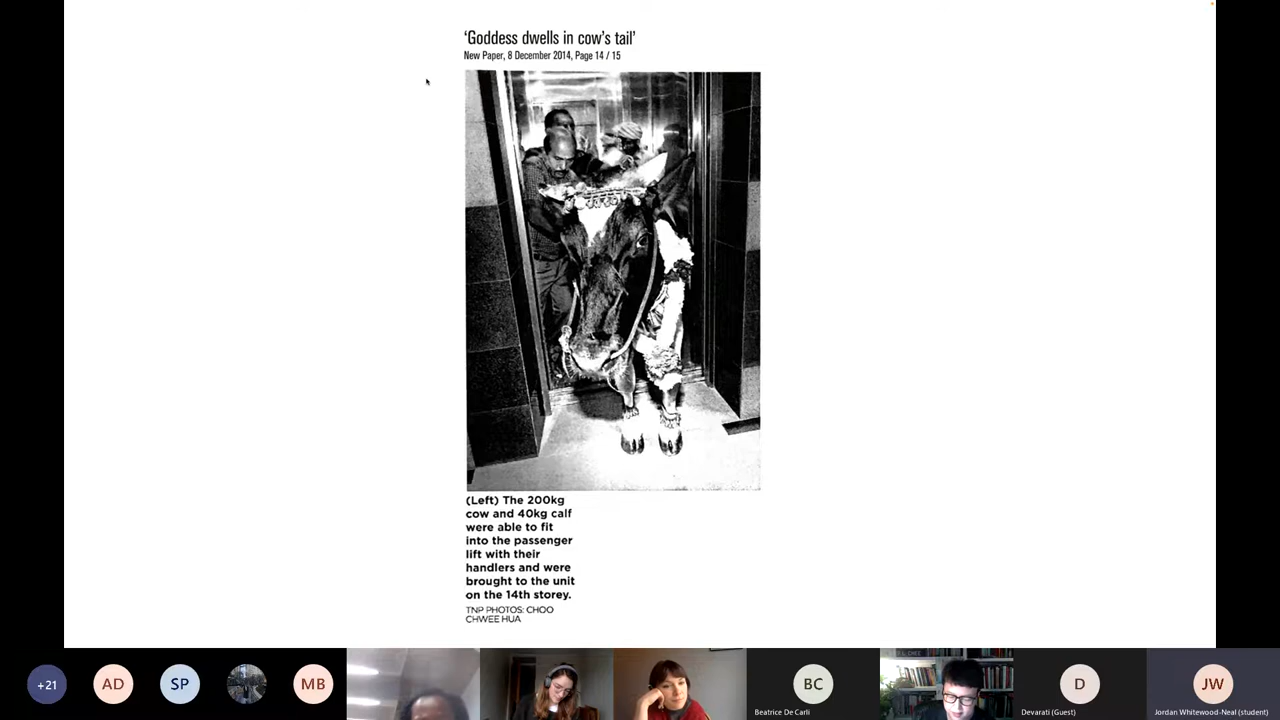 ‘Goddess dwells in cow’s tail’
New Paper, 8 December 2014, Page 14 / 15
(Left) The 200kg
cow and 40kg calf
were able to fit
into the passenger
lift with their
handlers and were
brought to the unit
on the 14th storey.
TNP PHOTOS: CHOO
CHWEE HUA
+21
AD
SP
MB
BC
Beatrice De Carli
D
Devarati (Guest)
JW
Jordan Whitewood-Neal (student)